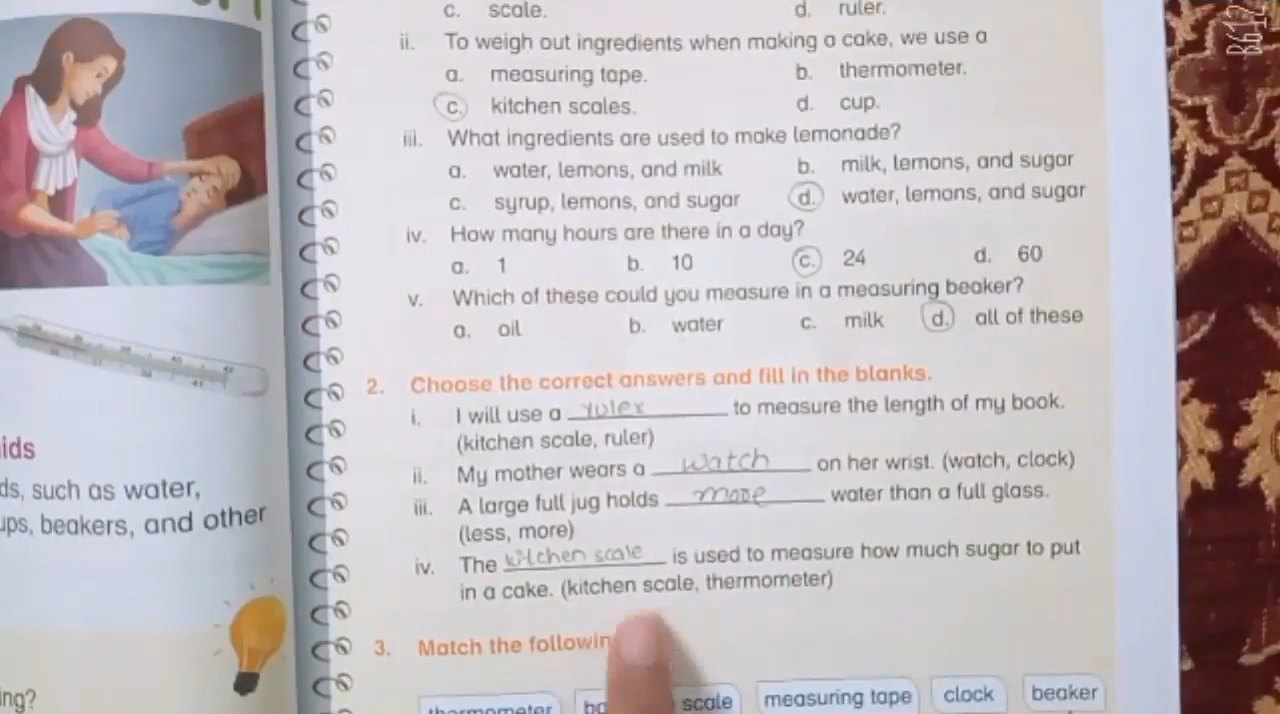 c. scale. d. ruler.
ii. To weigh out ingredients when making a cake, we use a
a. measuring tape. b. thermometer.
c. kitchen scales. d. cup.
iii. What ingredients are used to make lemonade?
a. water, lemons, and milk b. milk, lemons, and sugar
c. syrup, lemons, and sugar d. water, lemons, and sugar
iv. How many hours are there in a day?
a. 1 b. 10 c. 24 d. 60
v. Which of these could you measure in a measuring beaker?
a. oil b. water c. milk d. all of these
2. Choose the correct answers and fill in the blanks.
i. I will use a ruler to measure the length of my book.
(kitchen scale, ruler)
ii. My mother wears a watch on her wrist. (watch, clock)
iii. A large full jug holds more water than a full glass.
(less, more)
iv. The kitchen scale is used to measure how much sugar to put
in a cake. (kitchen scale, thermometer)
3. Match the followin
thermometer scale measuring tape clock beaker
ids
ds, such as water,
ups, beakers, and other
ing?
B612